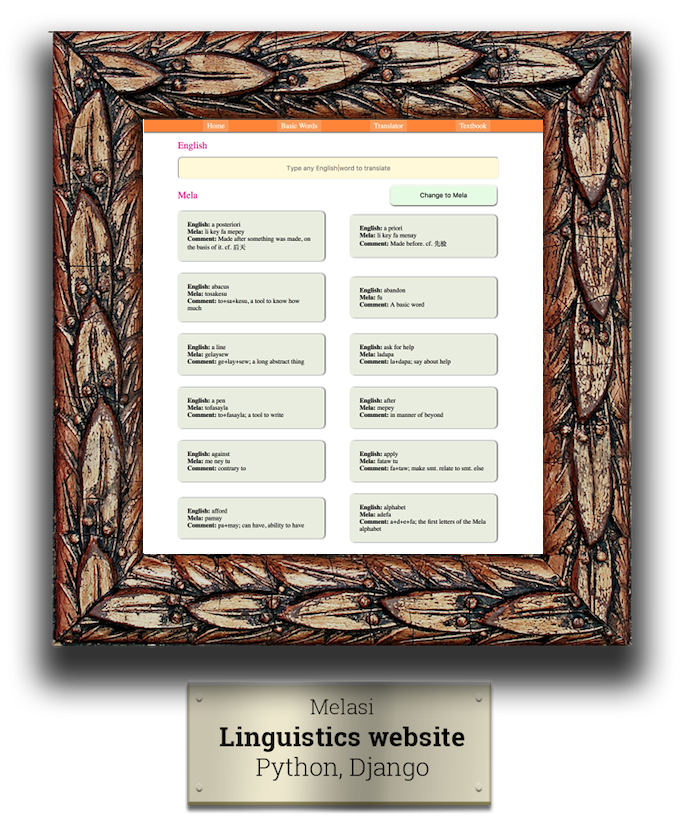 Home Basic Words Translator Textbook
English
Type any English word to translate
Mela
Change to Mela
English: a posteriori
Mela: li key fa mepey
Comment: Made after something was made, on
the basis of it. cf. 后天
English: a priori
Mela: li key fa menay
Comment: Made before. cf. 先验
English: abacus
Mela: tosakesu
Comment: to+sa+kesu, a tool to know how
much
English: abandon
Mela: fu
Comment: A basic word
English: a line
Mela: gelaysew
Comment: ge+lay+sew; a long abstract thing
English: ask for help
Mela: ladapa
Comment: la+dapa; say about help
English: a pen
Mela: tofasayla
Comment: to+fasayla; a tool to write
English: after
Mela: mepey
Comment: in manner of beyond
English: against
Mela: me ney tu
Comment: contrary to
English: apply
Mela: fataw tu
Comment: fa+taw; make smt. relate to smt. else
English: afford
Mela: pamay
Comment: pa+may; can have, ability to have
English: alphabet
Mela: adefa
Comment: a+d+e+fa; the first letters of the Mela
alphabet
Melasi
Linguistics website
Python, Django